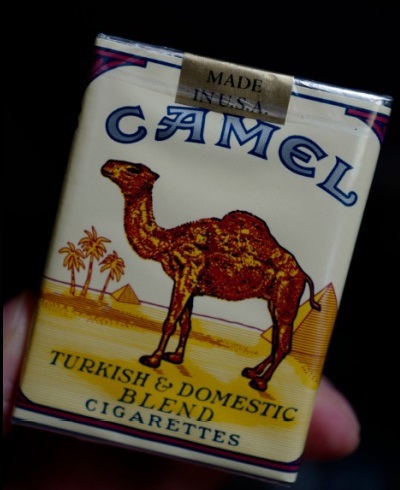 MADE
IN U.S.A.
CAMEL
TURKISH & DOMESTIC
BLEND
CIGARETTES